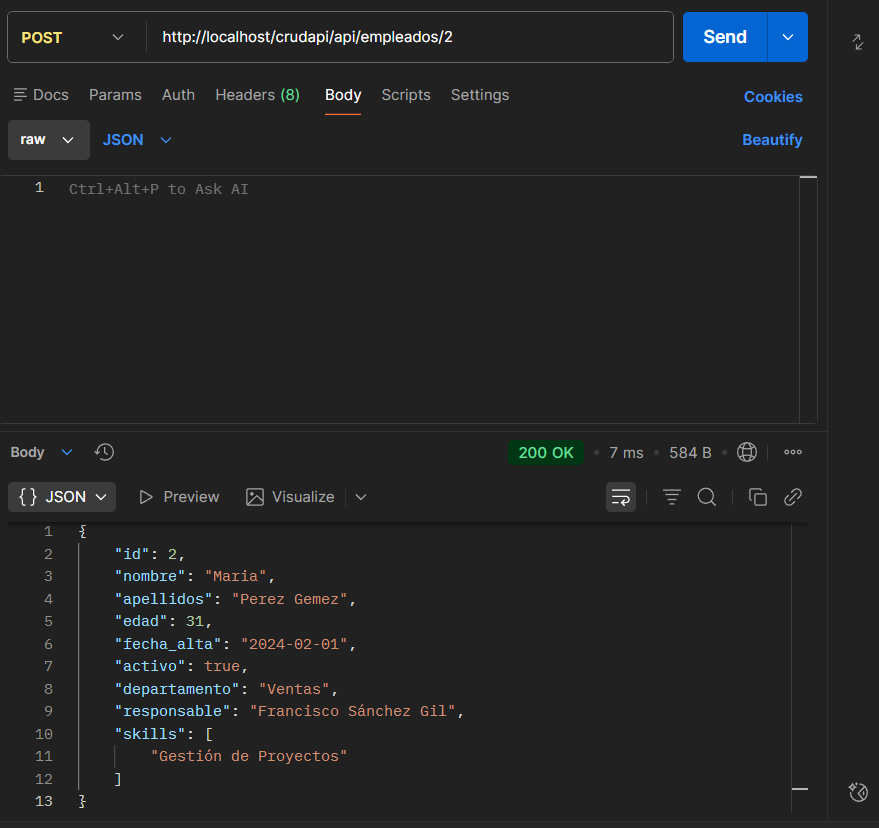 POST http://localhost/crudapi/api/empleados/2 Send
Docs Params Auth Headers (8) Body Scripts Settings Cookies
raw JSON Beautify
1 Ctrl+Alt+P to Ask AI
Body 200 OK • 7 ms • 584 B •
{} JSON Preview Visualize
1 {
2 "id": 2,
3 "nombre": "Maria",
4 "apellidos": "Perez Gemez",
5 "edad": 31,
6 "fecha_alta": "2024-02-01",
7 "activo": true,
8 "departamento": "Ventas",
9 "responsable": "Francisco Sánchez Gil",
10 "skills": [
11 "Gestión de Proyectos"
12 ]
13 }